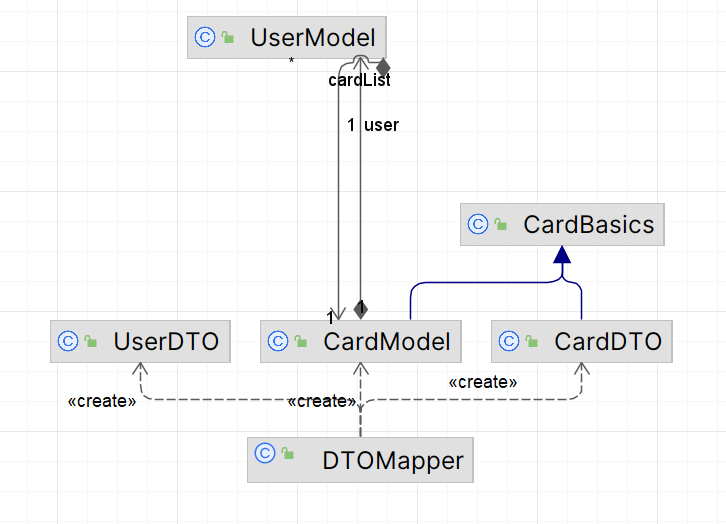 C UserModel
*
cardList
1 user
C CardBasics
1
1
C UserDTO
C CardModel
C CardDTO
«create»
«create»
«create»
C DTOMapper